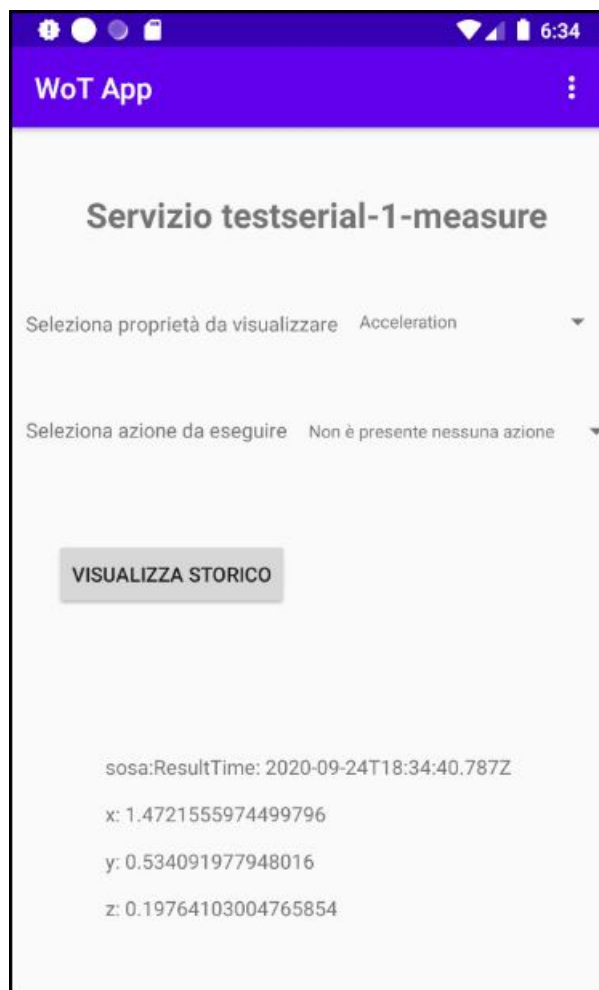 6:34
WoT App
Servizio testserial-1-measure
Seleziona proprietà da visualizzare Acceleration
Seleziona azione da eseguire Non è presente nessuna azione
VISUALIZZA STORICO
sosa:ResultTime: 2020-09-24T18:34:40.787Z
x: 1.4721555974499796
y: 0.534091977948016
z: 0.19764103004765854